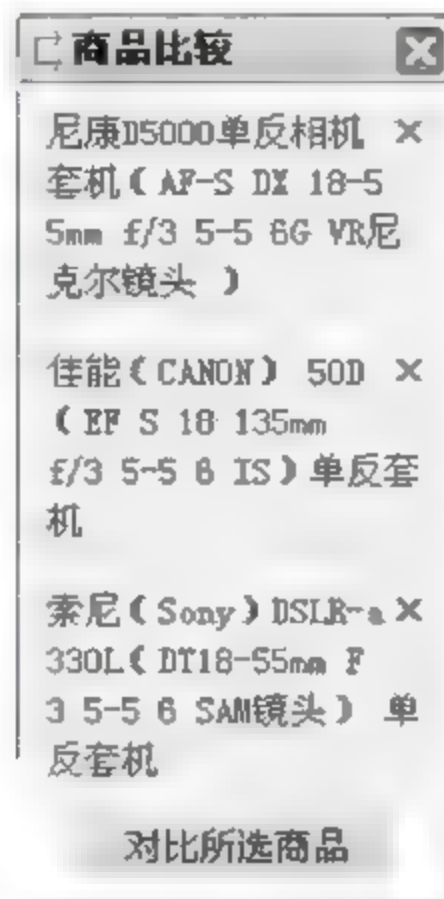 商品比较
尼康D5000单反相机
套机(AF-S DX 18-5
5mm f/3 5-5 6G VR尼
克尔镜头 )
佳能(CANON) 50D
(EF S 18 135mm
f/3 5-5 6 IS)单反套
机
索尼(Sony)DSLR-a
330L(DT18-55mm F
3 5-5 6 SAM镜头) 单
反套机
对比所选商品